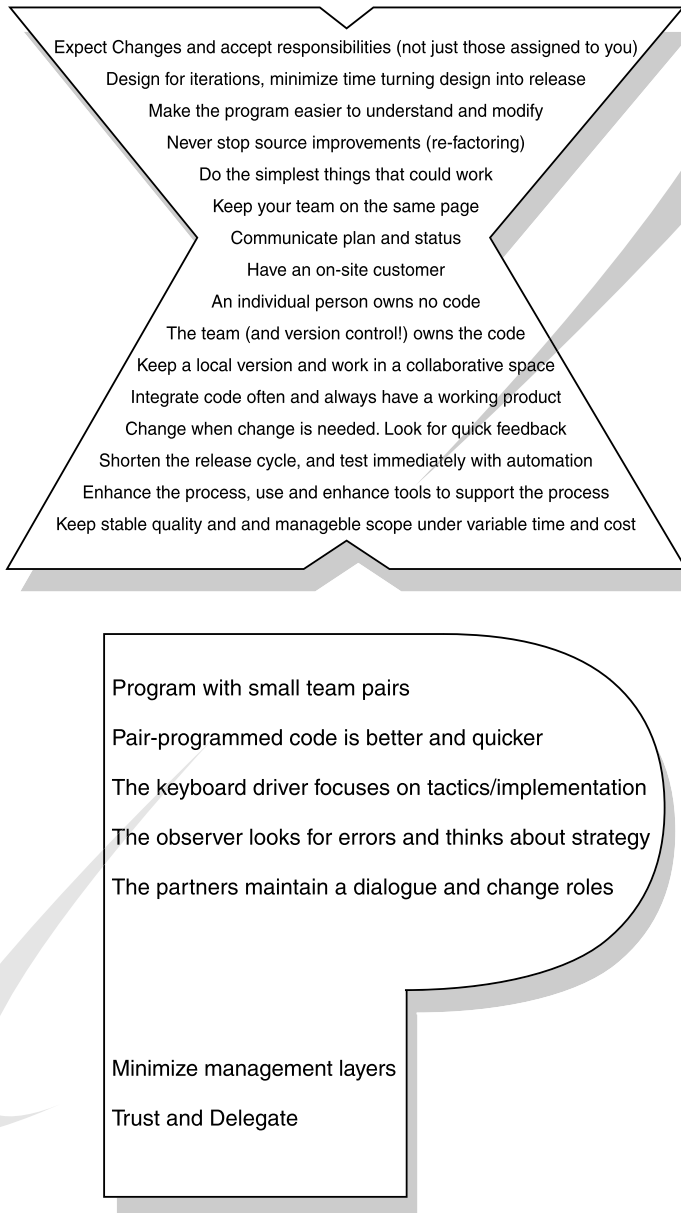 Expect Changes and accept responsibilities (not just those assigned to you)
Design for iterations, minimize time turning design into release
Make the program easier to understand and modify
Never stop source improvements (re-factoring)
Do the simplest things that could work
Keep your team on the same page
Communicate plan and status
Have an on-site customer
An individual person owns no code
The team (and version control!) owns the code
Keep a local version and work in a collaborative space
Integrate code often and always have a working product
Change when change is needed. Look for quick feedback
Shorten the release cycle, and test immediately with automation
Enhance the process, use and enhance tools to support the process
Keep stable quality and and manageble scope under variable time and cost
Program with small team pairs
Pair-programmed code is better and quicker
The keyboard driver focuses on tactics/implementation
The observer looks for errors and thinks about strategy
The partners maintain a dialogue and change roles
Minimize management layers
Trust and Delegate